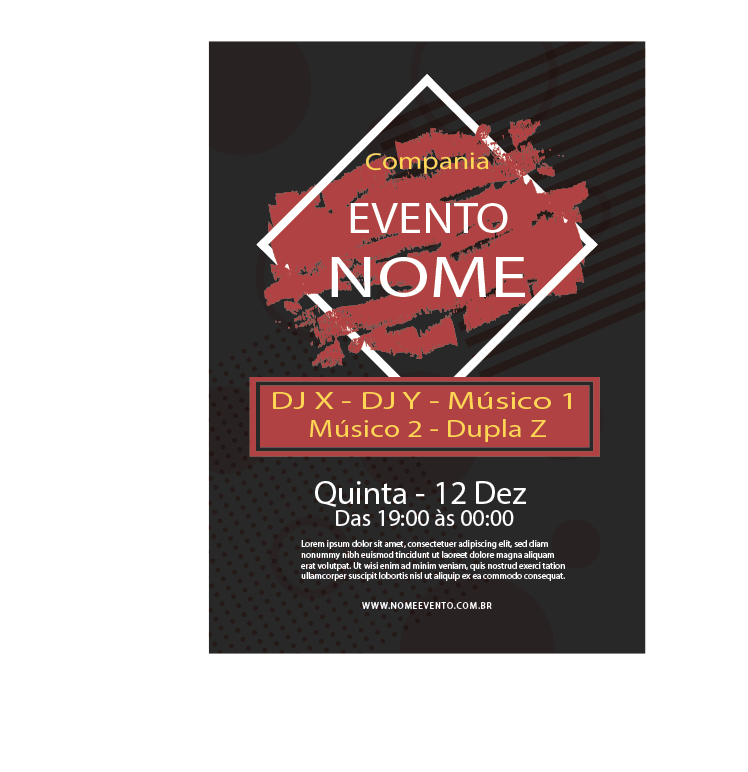 Compania
EVENTO
NOME
DJ X - DJ Y - Músico 1
Músico 2 - Dupla Z
Quinta - 12 Dez
Das 19:00 às 00:00
Lorem ipsum dolor sit amet, consectetuer adipiscing elit, sed diam
nonummy nibh euismod tincidunt ut laoreet dolore magna aliquam
erat volutpat. Ut wisi enim ad minim veniam, quis nostrud exerci tation
ullamcorper suscipit lobortis nisl ut aliquip ex ea commodo consequat.
WWW.NOMEEVENTO.COM.BR